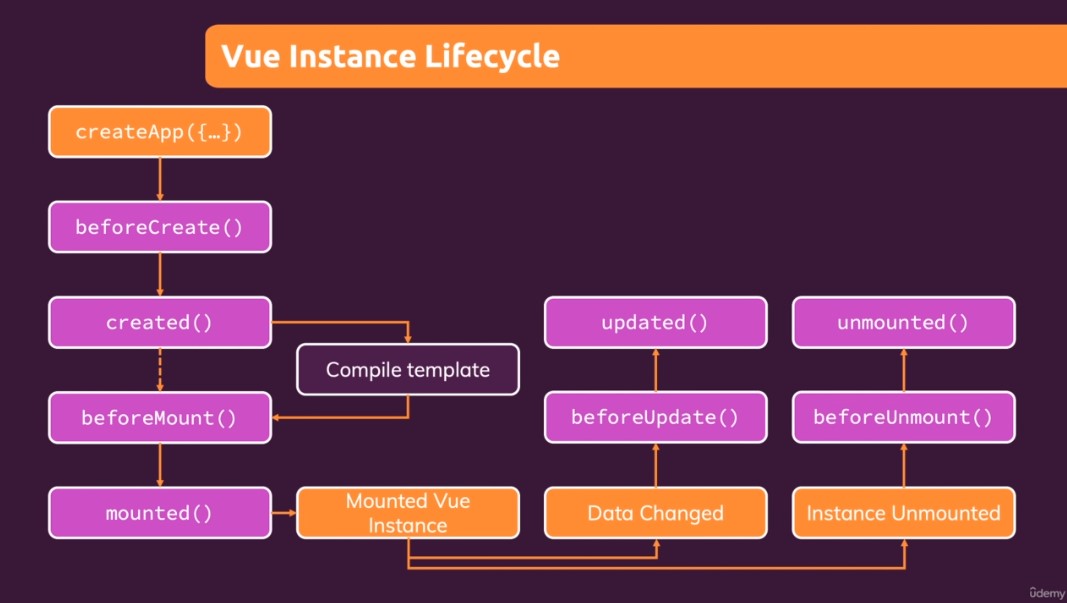 Vue Instance Lifecycle
createApp({…})
beforeCreate()
created()
Compile template
beforeMount()
mounted()
Mounted Vue
Instance
updated()
beforeUpdate()
Data Changed
unmounted()
beforeUnmount()
Instance Unmounted
ûdemy